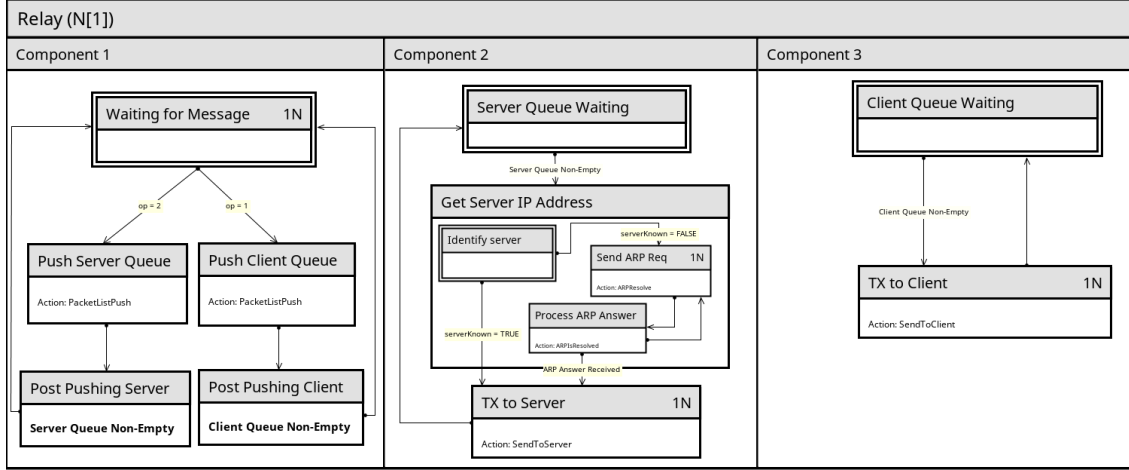 Relay (N[1])
Component 1
Waiting for Message 1N
op = 2
op = 1
Push Server Queue
Action: PacketListPush
Push Client Queue
Action: PacketListPush
Post Pushing Server
Server Queue Non-Empty
Post Pushing Client
Client Queue Non-Empty
Component 2
Server Queue Waiting
Server Queue Non-Empty
Get Server IP Address
Identify server
serverKnown = FALSE
Send ARP Req 1N
Action: ARPResolve
Process ARP Answer
Action: ARPIsResolved
serverKnown = TRUE
ARP Answer Received
TX to Server 1N
Action: SendToServer
Component 3
Client Queue Waiting
Client Queue Non-Empty
TX to Client 1N
Action: SendToClient